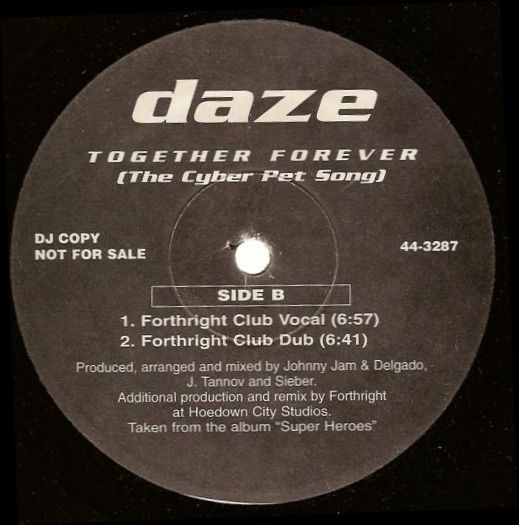 daze
TOGETHER FOREVER
(The Cyber Pet Song)
DJ COPY
NOT FOR SALE
44-3287
SIDE B
1. Forthright Club Vocal (6:57)
2. Forthright Club Dub (6:41)
Produced, arranged and mixed by Johnny Jam & Delgado,
J. Tannov and Sieber.
Additional production and remix by Forthright
at Hoedown City Studios.
Taken from the album "Super Heroes"